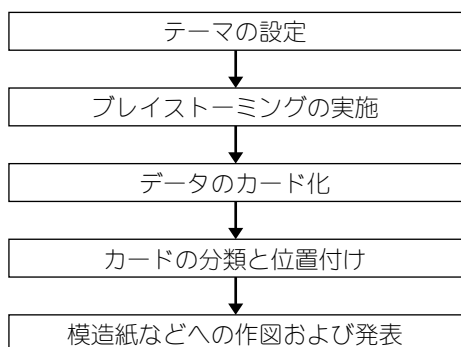 テーマの設定
ブレイストーミングの実施
データのカード化
カードの分類と位置付け
模造紙などへの作図および発表